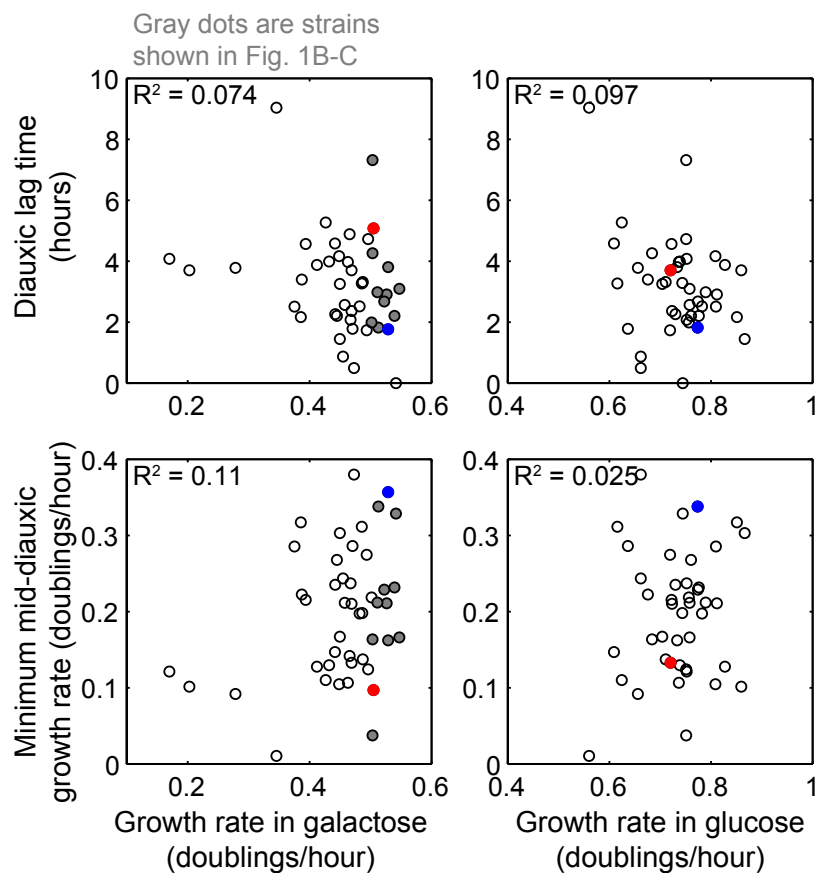 Gray dots are strains
shown in Fig. 1B-C
R² = 0.074
R² = 0.097
10
8
6
4
2
0
Diauxic lag time
(hours)
0.2
0.4
0.6
10
8
6
4
2
0
0.4
0.6
0.8
1
R² = 0.11
R² = 0.025
0.4
0.3
0.2
0.1
0
Minimum mid-diauxic
growth rate (doublings/hour)
0.2
0.4
0.6
Growth rate in galactose
(doublings/hour)
0.4
0.3
0.2
0.1
0
0.4
0.6
0.8
1
Growth rate in glucose
(doublings/hour)